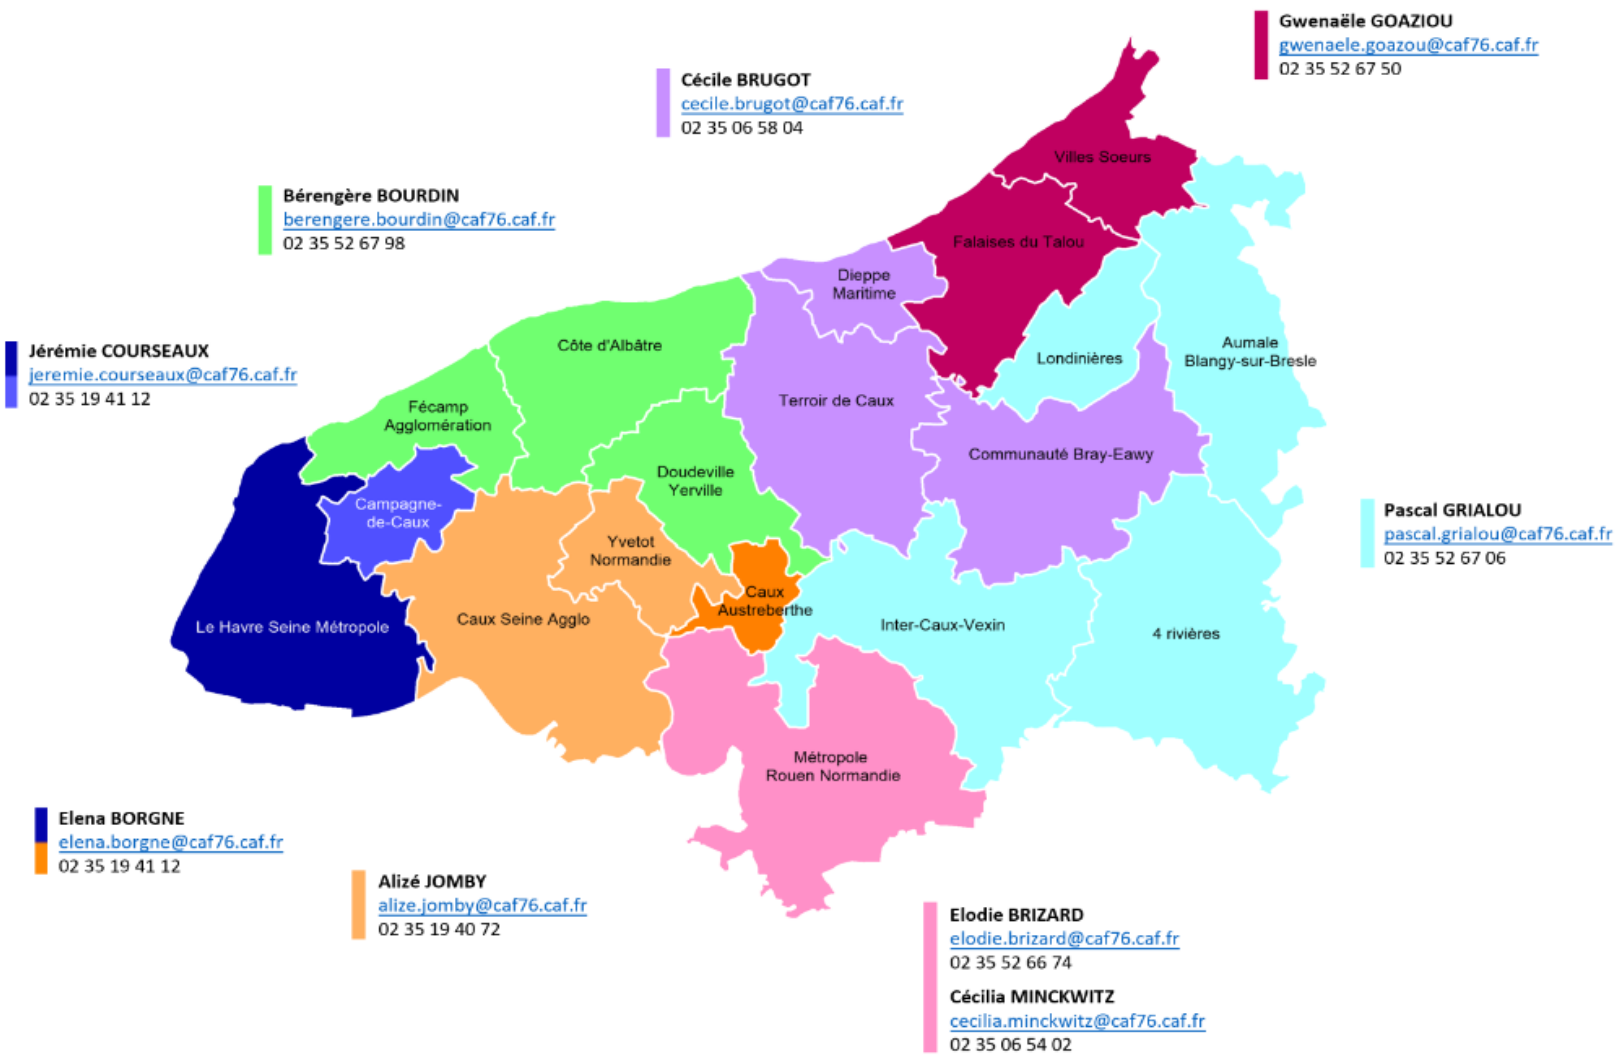 Gwenaële GOAZIOU
gwenaele.goazou@caf76.caf.fr
02 35 52 67 50
Cécile BRUGOT
cecile.brugot@caf76.caf.fr
02 35 06 58 04
Bérengère BOURDIN
berengere.bourdin@caf76.caf.fr
02 35 52 67 98
Jérémie COURSEAUX
jeremie.courseaux@caf76.caf.fr
02 35 19 41 12
Villes Soeurs
Falaises du Talou
Dieppe
Maritime
Côte d'Albâtre
Londinières
Aumale
Blangy-sur-Bresle
Fécamp
Agglomération
Terroir de Caux
Communauté Bray-Eawy
Doudeville
Yerville
Campagne-
de-Caux
Yvetot
Normandie
Caux
Austreberthe
Le Havre Seine Métropole
Caux Seine Agglo
Inter-Caux-Vexin
4 rivières
Métropole
Rouen Normandie
Pascal GRIALOU
pascal.grialou@caf76.caf.fr
02 35 52 67 06
Elena BORGNE
elena.borgne@caf76.caf.fr
02 35 19 41 12
Alizé JOMBY
alize.jomby@caf76.caf.fr
02 35 19 40 72
Elodie BRIZARD
elodie.brizard@caf76.caf.fr
02 35 52 66 74
Cécilia MINCKWITZ
cecilia.minckwitz@caf76.caf.fr
02 35 06 54 02